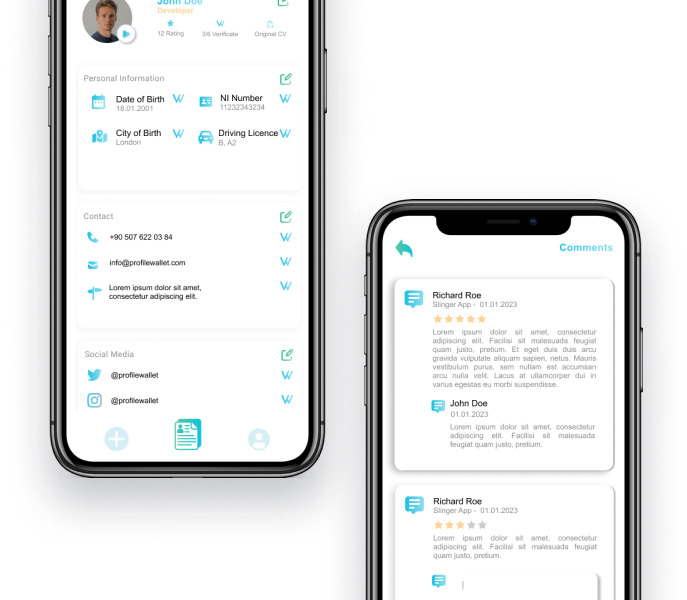 John Doe
Developer
12 Rating
2/6 Verificate
Original CV
Personal Information
Date of Birth
18.01.2001
NI Number
11232343234
City of Birth
London
Driving Licence
B, A2
Contact
+90 507 622 03 84
info@profilewallet.com
Lorem ipsum dolor sit amet,
consectetur adipiscing elit.
Social Media
@profilewallet
@profilewallet
Comments
Richard Roe
Slinger App - 01.01.2023
Lorem ipsum dolor sit amet, consectetur
adipiscing elit. Facilisi sit malesuada feugiat
quam justo, pretium. Et eget duis duis arcu
gravida vulputate aliquam sapien, netus. Mauris
vestibulum purus, sem nullam est accumsan
arcu nulla velit. Lacus at ullamcorper dui in
varius egestas eu morbi suspendisse.
John Doe
01.01.2023
Lorem ipsum dolor sit amet, consectetur
adipiscing elit. Facilisi sit malesuada
feugiat quam justo, pretium.
Richard Roe
Slinger App - 01.01.2023
Lorem ipsum dolor sit amet, consectetur
adipiscing elit. Facilisi sit malesuada feugiat
quam justo, pretium.